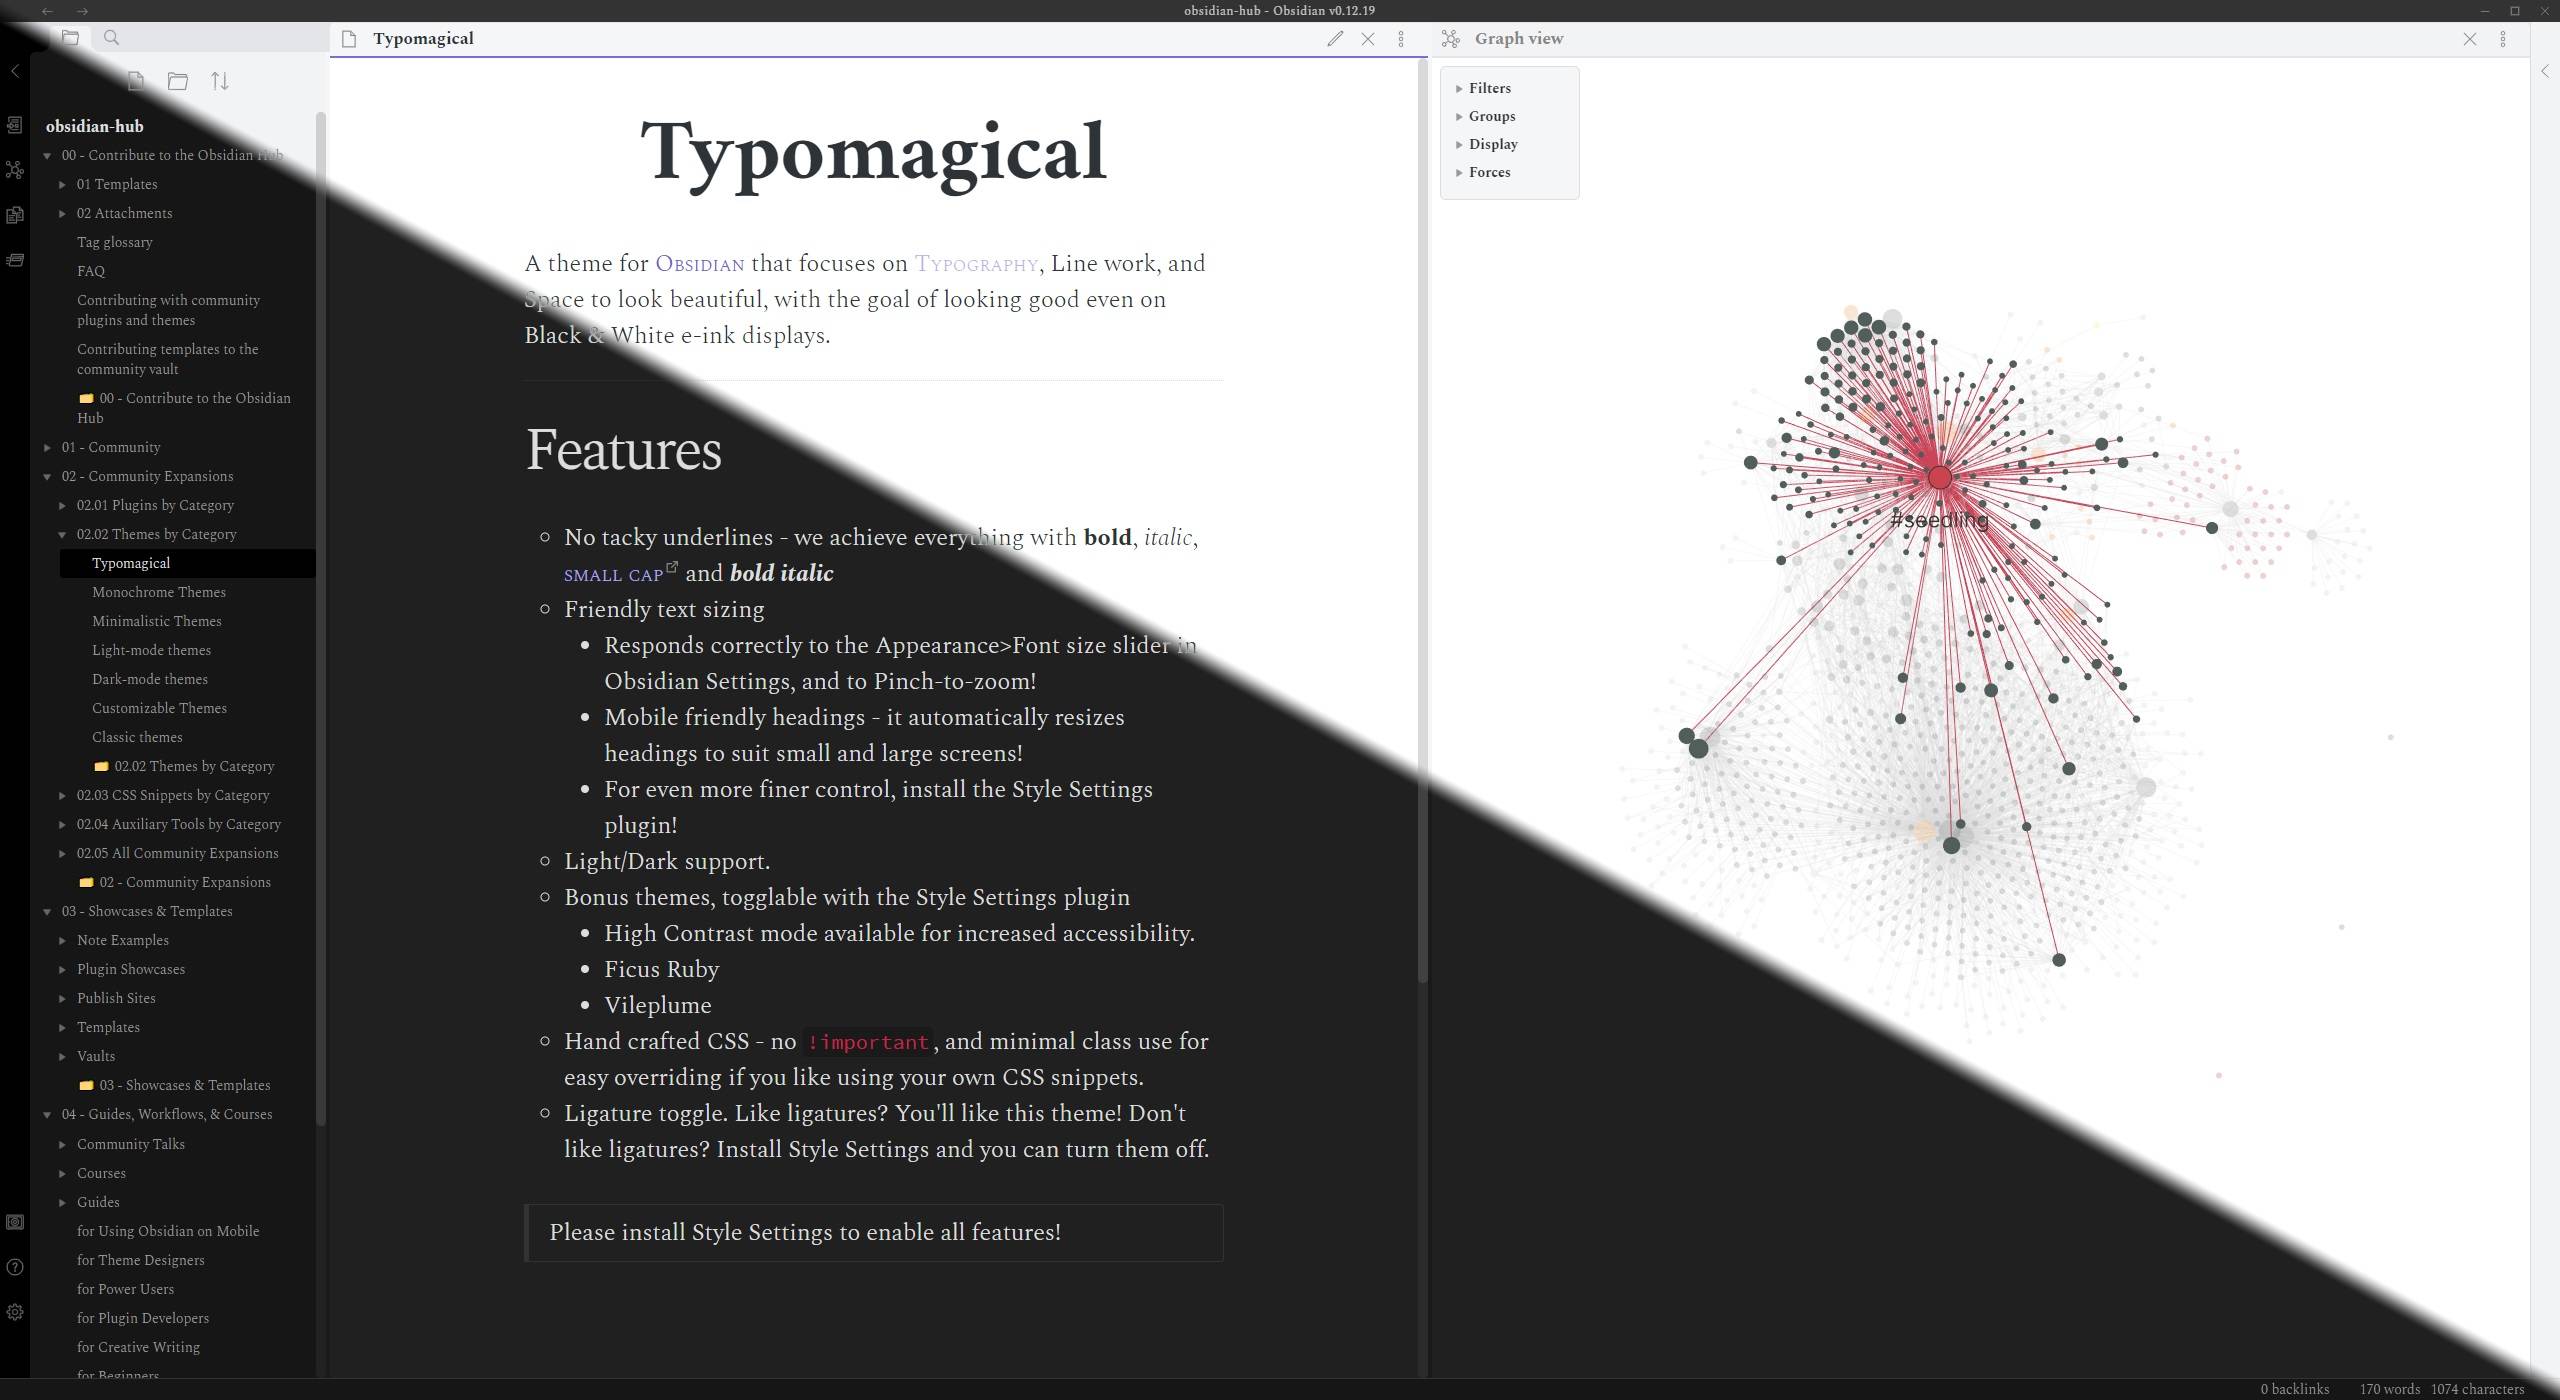 obsidian-hub - Obsidian v0.12.19
Typomagical
Graph view
obsidian-hub
00 - Contribute to the Obsidian Hub
01 Templates
02 Attachments
Tag glossary
FAQ
Contributing with community
plugins and themes
Contributing templates to the
community vault
00 - Contribute to the Obsidian
Hub
01 - Community
02 - Community Expansions
02.01 Plugins by Category
02.02 Themes by Category
Typomagical
Monochrome Themes
Minimalistic Themes
Light-mode themes
Dark-mode themes
Customizable Themes
Classic themes
02.02 Themes by Category
02.03 CSS Snippets by Category
02.04 Auxiliary Tools by Category
02.05 All Community Expansions
02 - Community Expansions
03 - Showcases & Templates
Note Examples
Plugin Showcases
Publish Sites
Templates
Vaults
03 - Showcases & Templates
04 - Guides, Workflows, & Courses
Community Talks
Courses
Guides
for Using Obsidian on Mobile
for Theme Designers
for Power Users
for Plugin Developers
for Creative Writing
for Beginners
Typomagical
A theme for Obsidian that focuses on Typography, Line work, and
Space to look beautiful, with the goal of looking good even on
Black & White e-ink displays.
Features
No tacky underlines - we achieve everything with bold, italic,
small cap and bold italic
Friendly text sizing
Responds correctly to the Appearance>Font size slider in
Obsidian Settings, and to Pinch-to-zoom!
Mobile friendly headings - it automatically resizes
headings to suit small and large screens!
For even more finer control, install the Style Settings
plugin!
Light/Dark support.
Bonus themes, togglable with the Style Settings plugin
High Contrast mode available for increased accessibility.
Ficus Ruby
Vileplume
Hand crafted CSS - no !important, and minimal class use for
easy overriding if you like using your own CSS snippets.
Ligature toggle. Like ligatures? You'll like this theme! Don't
like ligatures? Install Style Settings and you can turn them off.
Please install Style Settings to enable all features!
Filters
Groups
Display
Forces
#seedling
0 backlinks 170 words 1074 characters